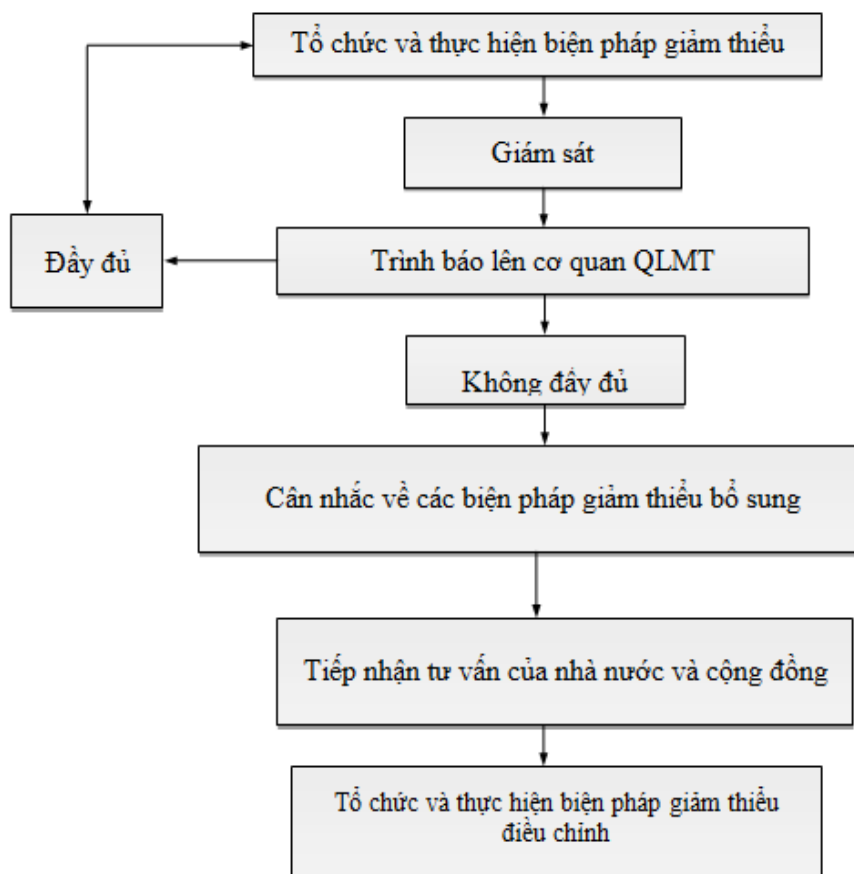 Tổ chức và thực hiện biện pháp giảm thiểu
Giám sát
Đầy đủ
Trình báo lên cơ quan QLMT
Không đầy đủ
Cân nhắc về các biện pháp giảm thiểu bổ sung
Tiếp nhận tư vấn của nhà nước và cộng đồng
Tổ chức và thực hiện biện pháp giảm thiểu
điều chỉnh